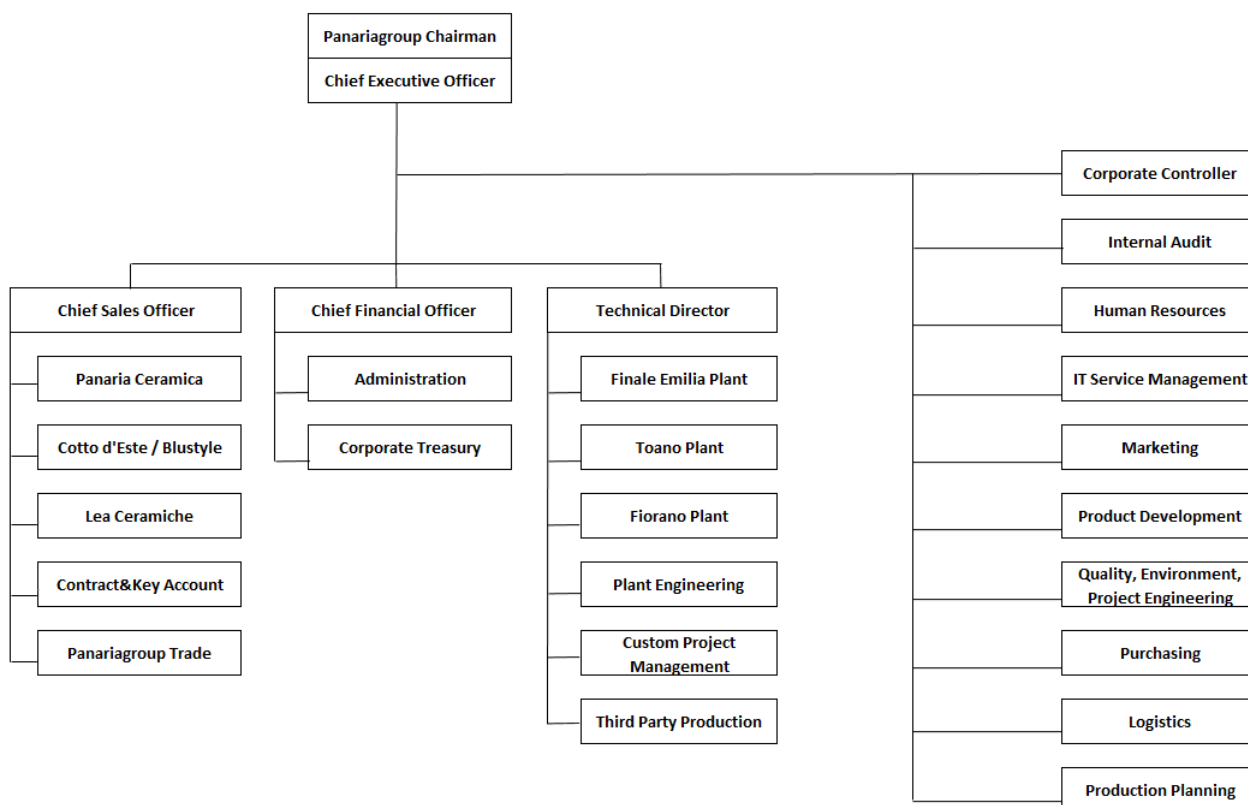 Panariagroup Chairman
Chief Executive Officer
Corporate Controller
Internal Audit
Human Resources
IT Service Management
Marketing
Product Development
Quality, Environment,
Project Engineering
Purchasing
Logistics
Production Planning
Chief Sales Officer
Panaria Ceramica
Cotto d'Este / Blustyle
Lea Ceramiche
Contract&Key Account
Panariagroup Trade
Chief Financial Officer
Administration
Corporate Treasury
Technical Director
Finale Emilia Plant
Toano Plant
Fiorano Plant
Plant Engineering
Custom Project
Management
Third Party Production